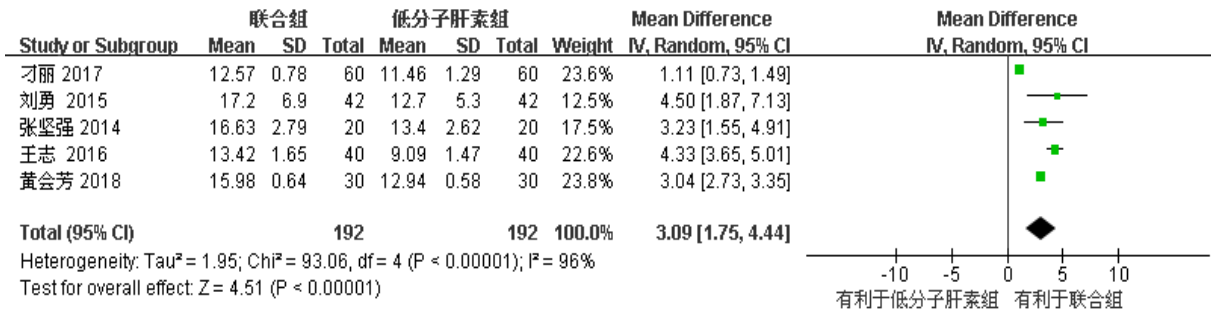 联合组 低分子肝素组 Mean Difference Mean Difference
Study or Subgroup Mean SD Total Mean SD Total Weight IV, Random, 95% CI IV, Random, 95% CI
刁丽 2017 12.57 0.78 60 11.46 1.29 60 23.6% 1.11 [0.73, 1.49]
刘勇 2015 17.2 6.9 42 12.7 5.3 42 12.5% 4.50 [1.87, 7.13]
张坚强 2014 16.63 2.79 20 13.4 2.62 20 17.5% 3.23 [1.55, 4.91]
王志 2016 13.42 1.65 40 9.09 1.47 40 22.6% 4.33 [3.65, 5.01]
黄会芳 2018 15.98 0.64 30 12.94 0.58 30 23.8% 3.04 [2.73, 3.35]
Total (95% CI) 192 192 100.0% 3.09 [1.75, 4.44]
Heterogeneity: Tau² = 1.95; Chi² = 93.06, df = 4 (P < 0.00001); I² = 96%
Test for overall effect: Z = 4.51 (P < 0.00001)
-10 -5 0 5 10
有利于低分子肝素组 有利于联合组